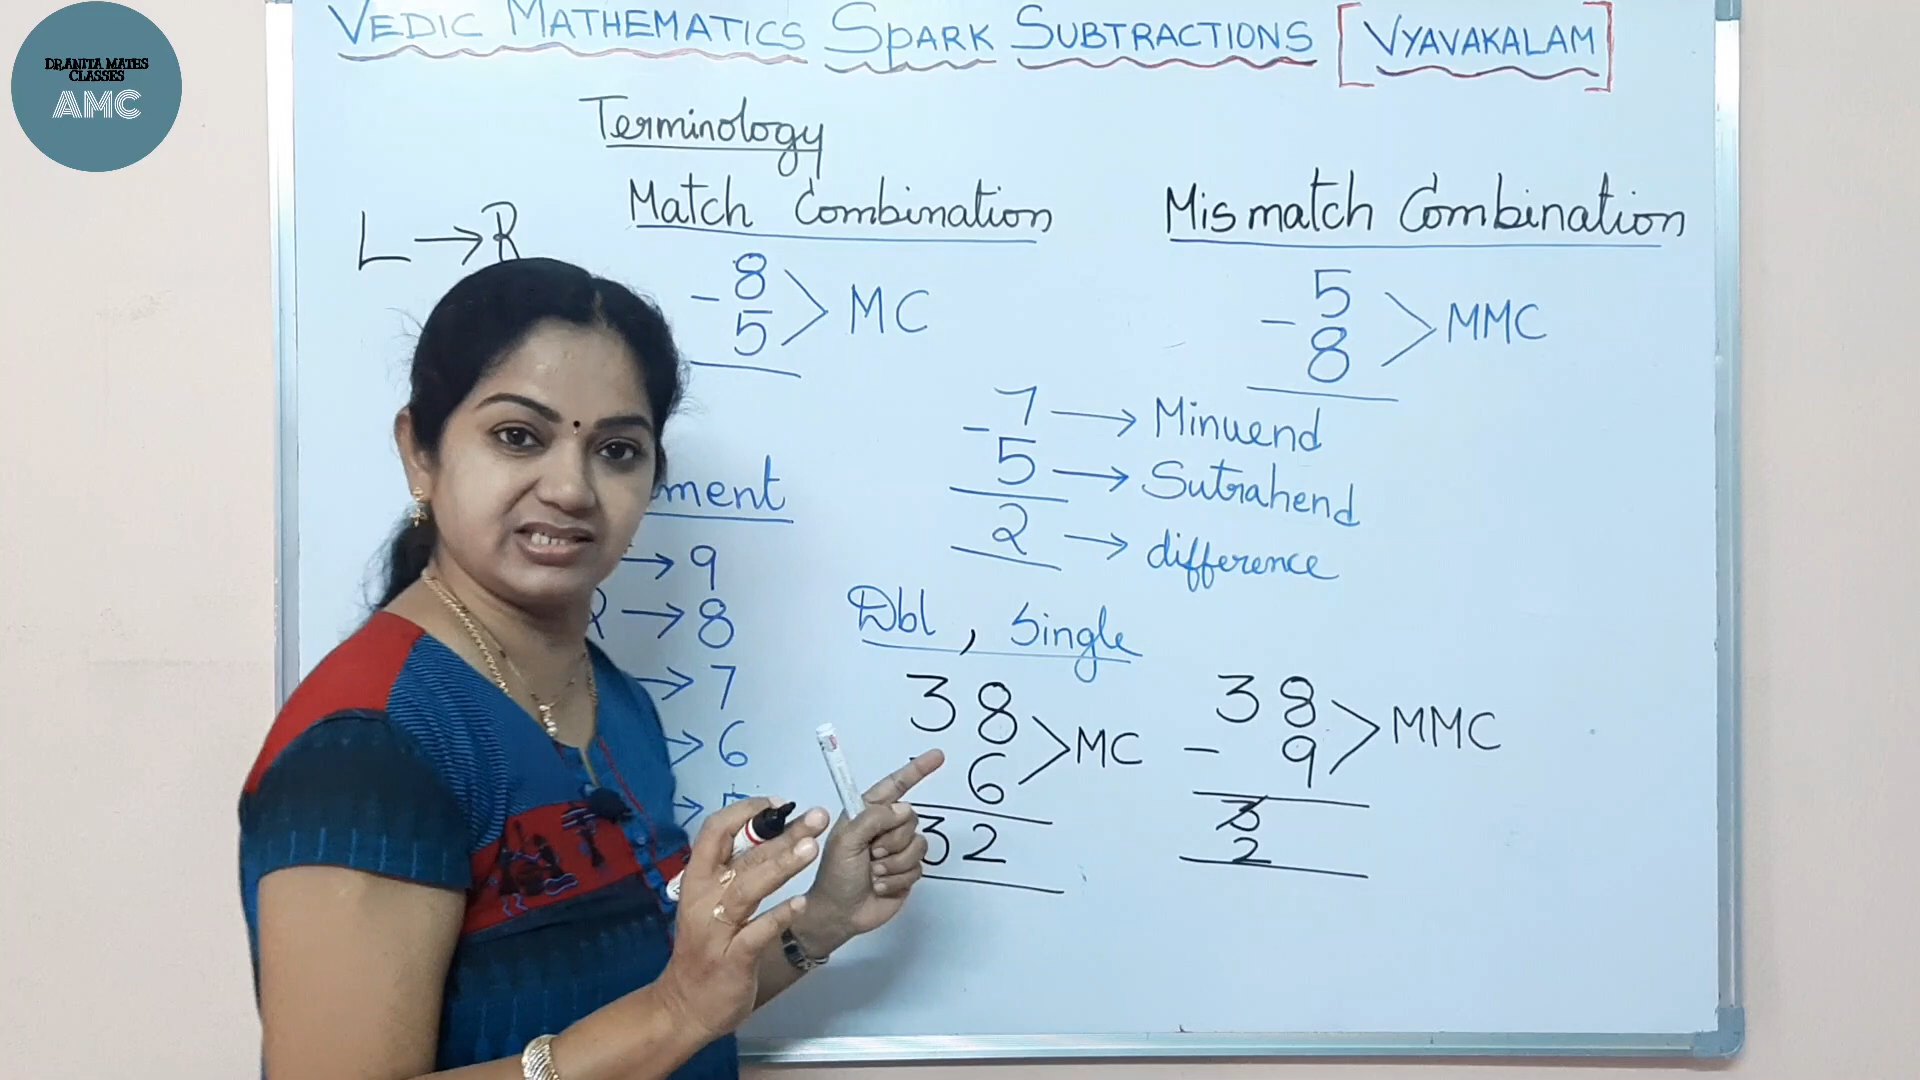 DR.ANITA MATHS
CLASSES
AMC
VEDIC MATHEMATICS SPARK SUBTRACTIONS [VYAVAKALAM]
Terminology
L → R
Match Combination
- 8
5
MC
Mismatch Combination
- 5
8
MMC
- 7 → Minuend
5 → Sutrahend
2 → difference
ment
→ 9
→ 8
→ 7
→ 6
→
Dbl , Single
38
6
MC
32
38
- 9
MMC
3
2